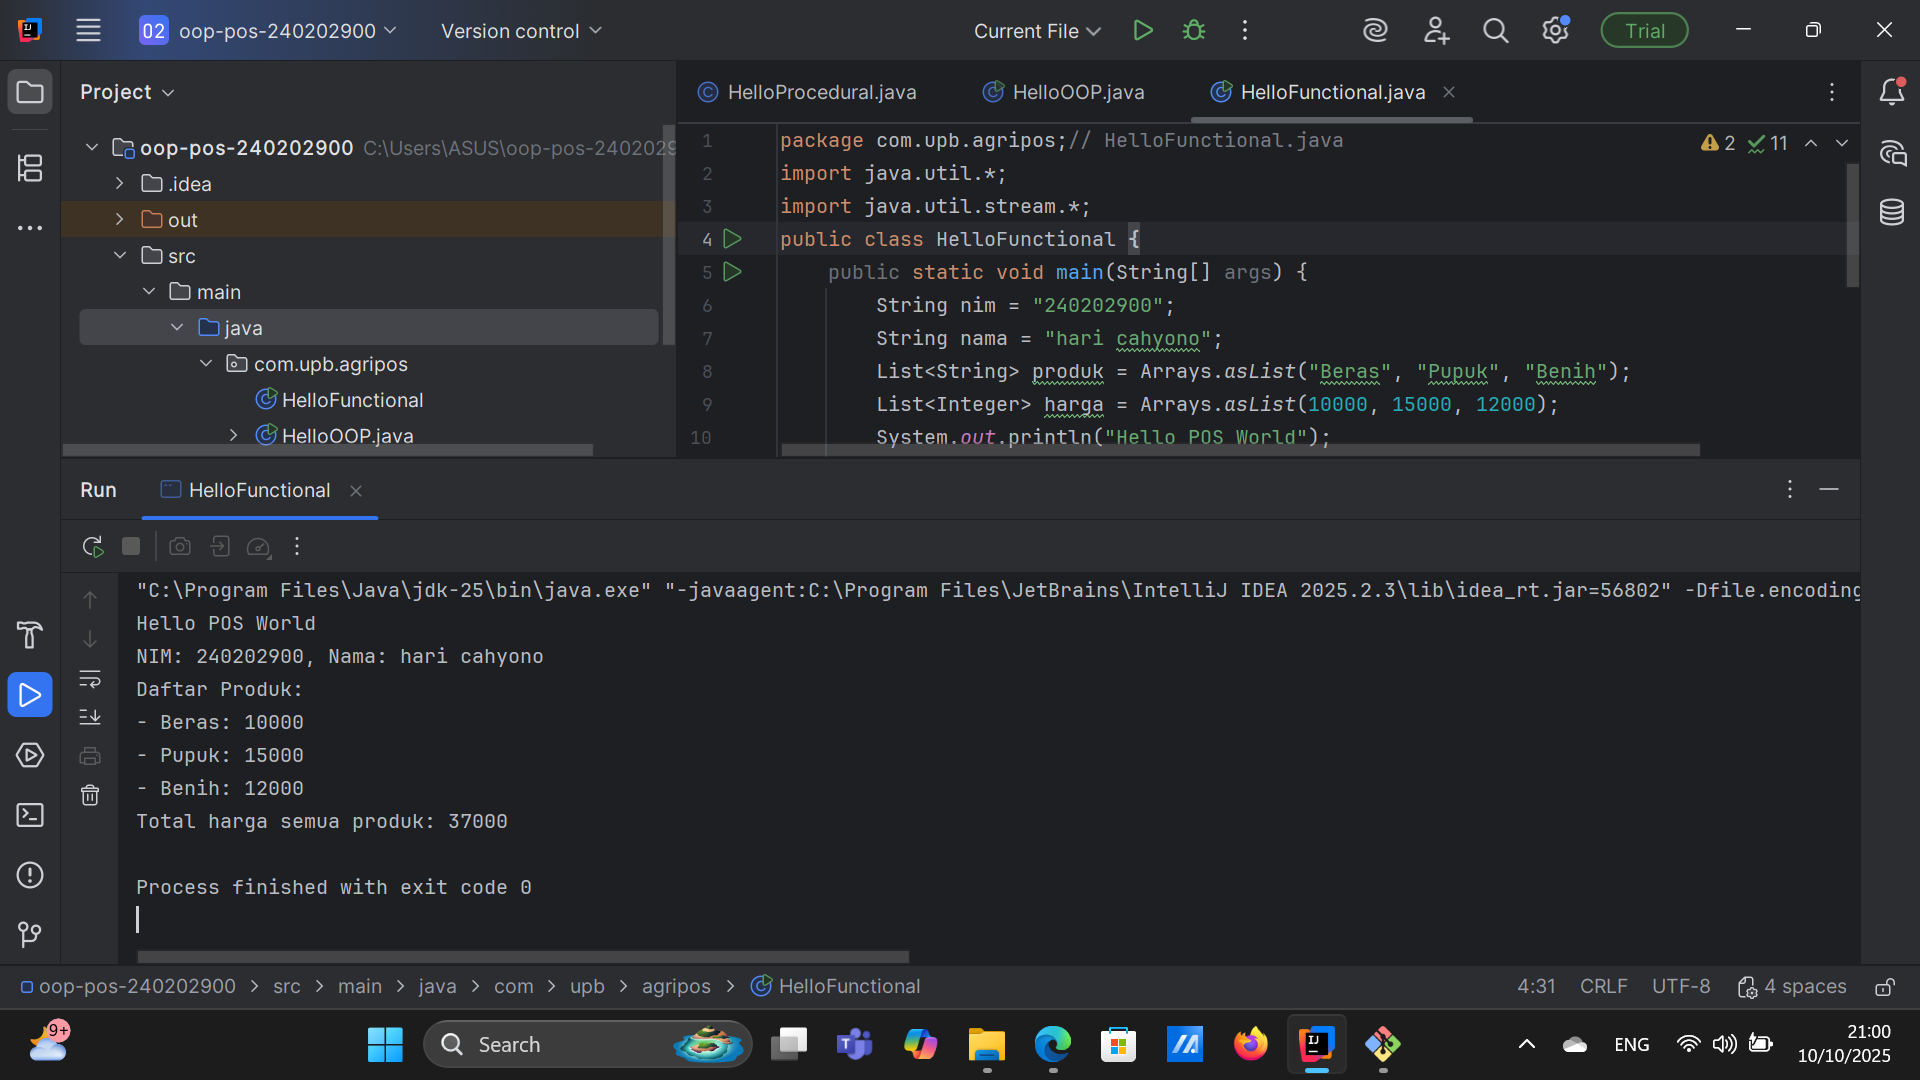 02 oop-pos-240202900
Version control
Current File
Trial
Project
oop-pos-240202900 C:\Users\ASUS\oop-pos-2402029
.idea
out
src
main
java
com.upb.agripos
HelloFunctional
HelloOOP.java
HelloProcedural.java
HelloOOP.java
HelloFunctional.java
2 11
1 package com.upb.agripos;// HelloFunctional.java
2 import java.util.*;
3 import java.util.stream.*;
4 public class HelloFunctional {
5 public static void main(String[] args) {
6 String nim = "240202900";
7 String nama = "hari cahyono";
8 List<String> produk = Arrays.asList("Beras", "Pupuk", "Benih");
9 List<Integer> harga = Arrays.asList(10000, 15000, 12000);
10 System.out.println("Hello POS World");
Run
HelloFunctional
"C:\Program Files\Java\jdk-25\bin\java.exe" "-javaagent:C:\Program Files\JetBrains\IntelliJ IDEA 2025.2.3\lib\idea_rt.jar=56802" -Dfile.encoding
Hello POS World
NIM: 240202900, Nama: hari cahyono
Daftar Produk:
- Beras: 10000
- Pupuk: 15000
- Benih: 12000
Total harga semua produk: 37000
Process finished with exit code 0
oop-pos-240202900 > src > main > java > com > upb > agripos > HelloFunctional
4:31 CRLF UTF-8 4 spaces
9+
Search
ENG
21:00
10/10/2025